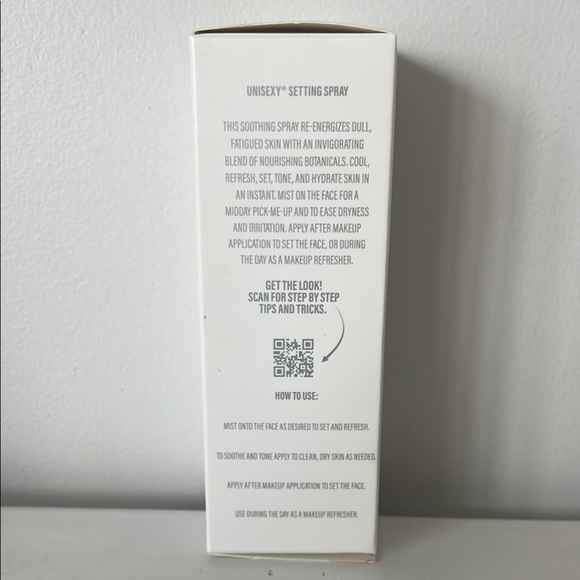 UNISEXY® SETTING SPRAY
THIS SOOTHING SPRAY RE-ENERGIZES DULL,
FATIGUED SKIN WITH AN INVIGORATING
BLEND OF NOURISHING BOTANICALS. COOL,
REFRESH, SET, TONE, AND HYDRATE SKIN IN
AN INSTANT. MIST ON THE FACE FOR A
MIDDAY PICK-ME-UP AND TO EASE DRYNESS
AND IRRITATION. APPLY AFTER MAKEUP
APPLICATION TO SET THE FACE, OR DURING
THE DAY AS A MAKEUP REFRESHER.
GET THE LOOK!
SCAN FOR STEP BY STEP
TIPS AND TRICKS.
HOW TO USE:
MIST ONTO THE FACE AS DESIRED TO SET AND REFRESH.
TO SOOTHE AND TONE APPLY TO CLEAN, DRY SKIN AS NEEDED.
APPLY AFTER MAKEUP APPLICATION TO SET THE FACE.
USE DURING THE DAY AS A MAKEUP REFRESHER.